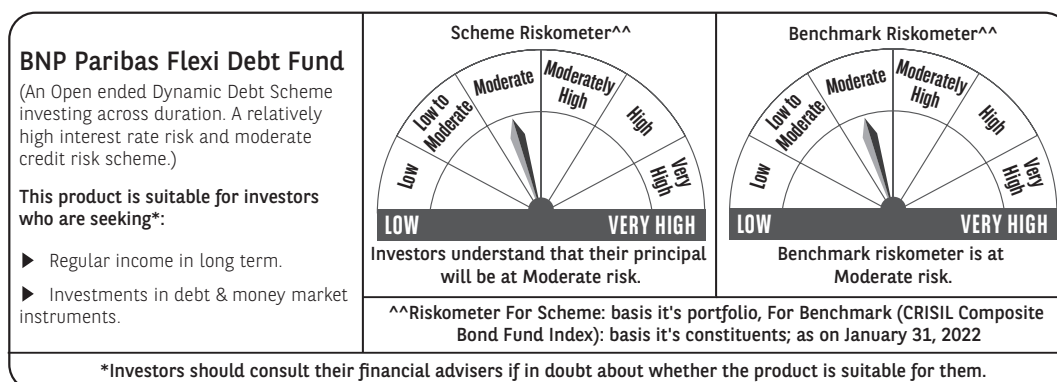 BNP Paribas Flexi Debt Fund
(An Open ended Dynamic Debt Scheme
investing across duration. A relatively
high interest rate risk and moderate
credit risk scheme.)
This product is suitable for investors
who are seeking*:
▶ Regular income in long term.
▶ Investments in debt & money market
instruments.
Scheme Riskometer^^
Low
Low to
Moderate
Moderate
Moderately
High
High
Very
High
LOW
VERY HIGH
Investors understand that their principal
will be at Moderate risk.
Benchmark Riskometer^^
Low
Low to
Moderate
Moderate
Moderately
High
High
Very
High
LOW
VERY HIGH
Benchmark riskometer is at
Moderate risk.
^^Riskometer For Scheme: basis it's portfolio, For Benchmark (CRISIL Composite
Bond Fund Index): basis it's constituents; as on January 31, 2022
*Investors should consult their financial advisers if in doubt about whether the product is suitable for them.